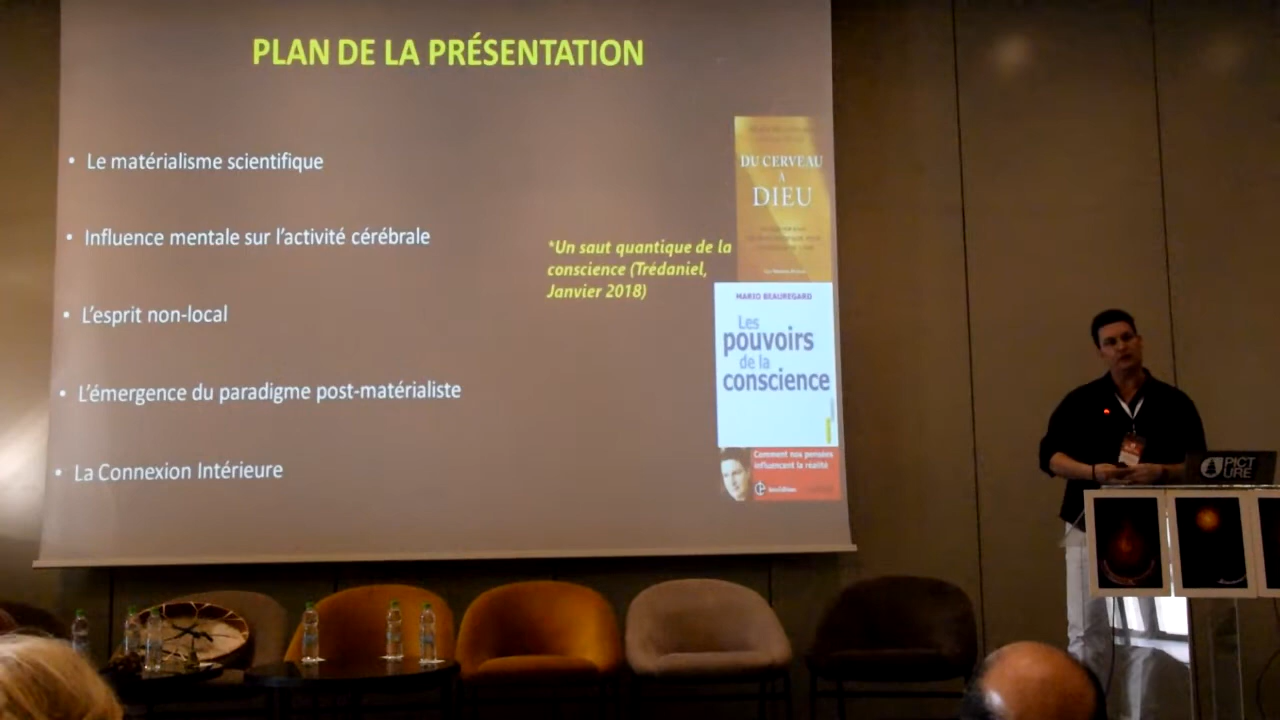 PLAN DE LA PRÉSENTATION
• Le matérialisme scientifique
• Influence mentale sur l'activité cérébrale
• L'esprit non-local
• L'émergence du paradigme post-matérialiste
• La Connexion Intérieure
*Un saut quantique de la
conscience (Trédaniel,
Janvier 2018)
DU CERVEAU
À
DIEU
MARIO BEAUREGARD
Les
pouvoirs
de la
conscience
Comment nos pensées
influencent la réalité
InterEditions
PICT
URE